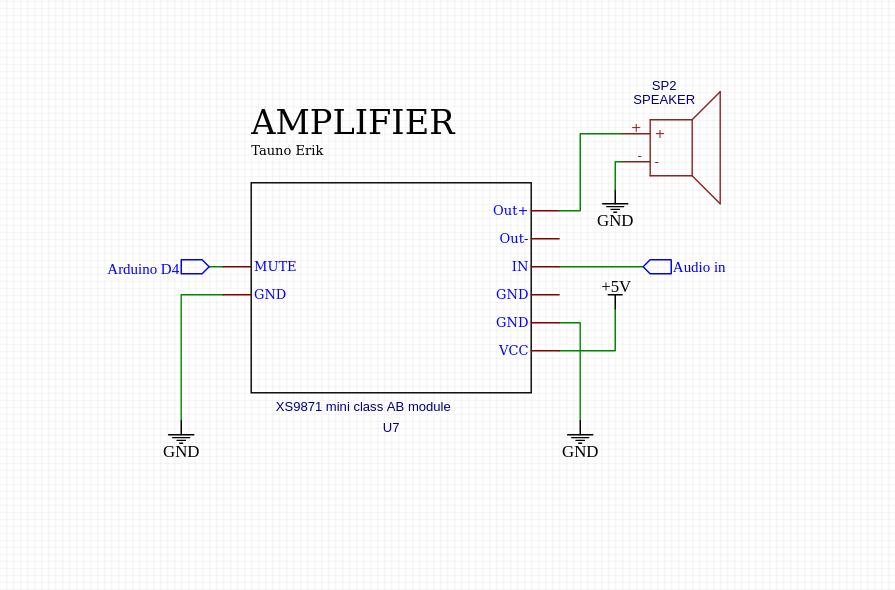 SP2
SPEAKER
AMPLIFIER
Tauno Erik
+
+
-
-
GND
Out+
Out-
Arduino D4
MUTE
IN
Audio in
GND
GND
+5V
GND
VCC
XS9871 mini class AB module
U7
GND
GND